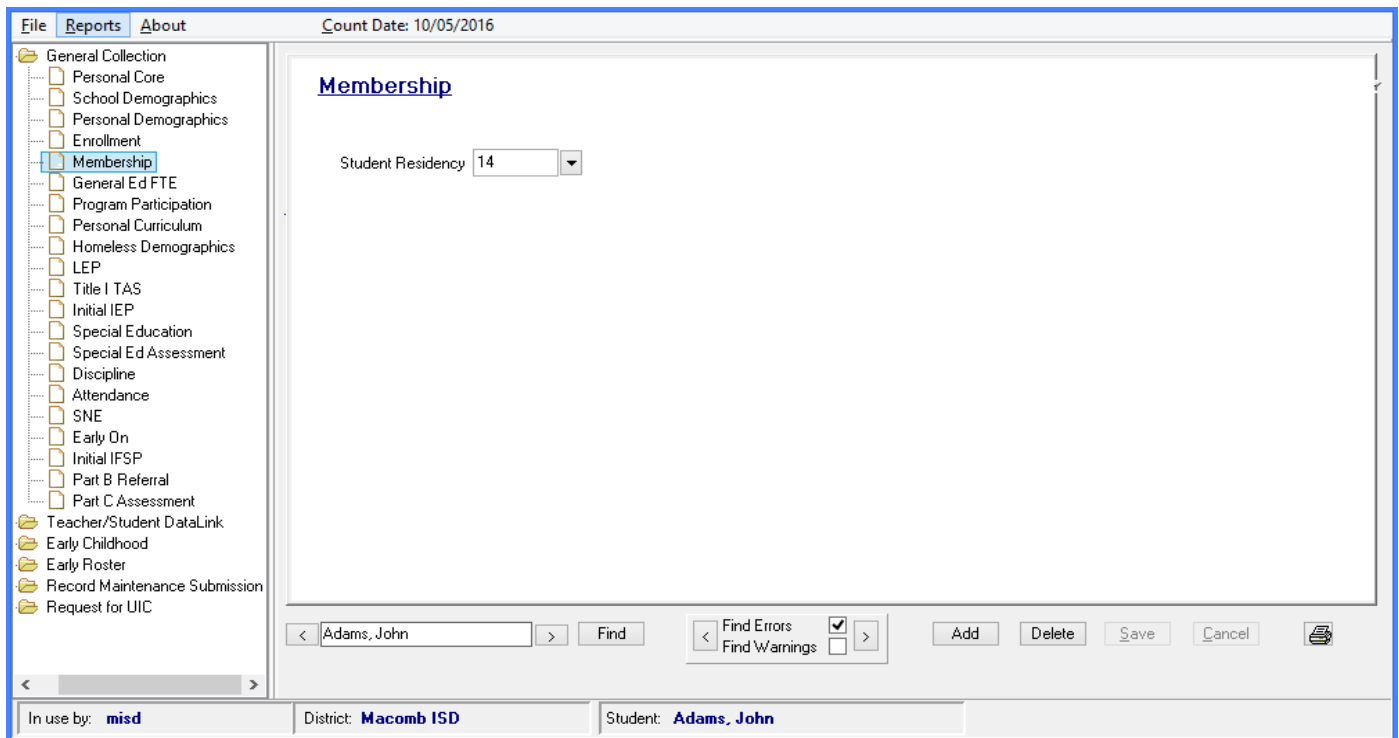 File Reports About Count Date: 10/05/2016
General Collection
Personal Core
School Demographics
Personal Demographics
Enrollment
Membership
General Ed FTE
Program Participation
Personal Curriculum
Homeless Demographics
LEP
Title I TAS
Initial IEP
Special Education
Special Ed Assessment
Discipline
Attendance
SNE
Early On
Initial IFSP
Part B Referral
Part C Assessment
Teacher/Student DataLink
Early Childhood
Early Roster
Record Maintenance Submission
Request for UIC
Membership
Student Residency 14
< Adams, John > Find
< Find Errors >
Find Warnings
Add Delete Save Cancel
< >
In use by: misd District: Macomb ISD Student: Adams, John